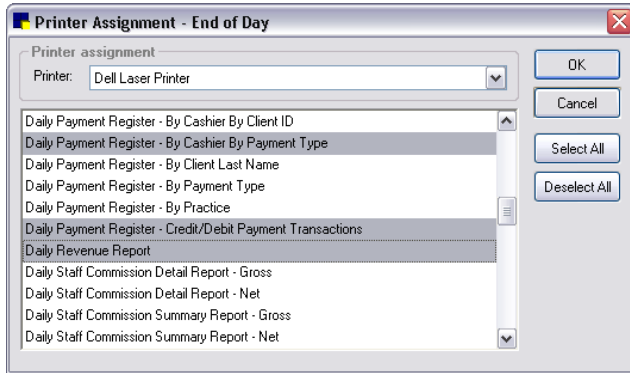 Printer Assignment - End of Day
Printer assignment
Printer: Dell Laser Printer
OK
Cancel
Select All
Deselect All
Daily Payment Register - By Cashier By Client ID
Daily Payment Register - By Cashier By Payment Type
Daily Payment Register - By Client Last Name
Daily Payment Register - By Payment Type
Daily Payment Register - By Practice
Daily Payment Register - Credit/Debit Payment Transactions
Daily Revenue Report
Daily Staff Commission Detail Report - Gross
Daily Staff Commission Detail Report - Net
Daily Staff Commission Summary Report - Gross
Daily Staff Commission Summary Report - Net